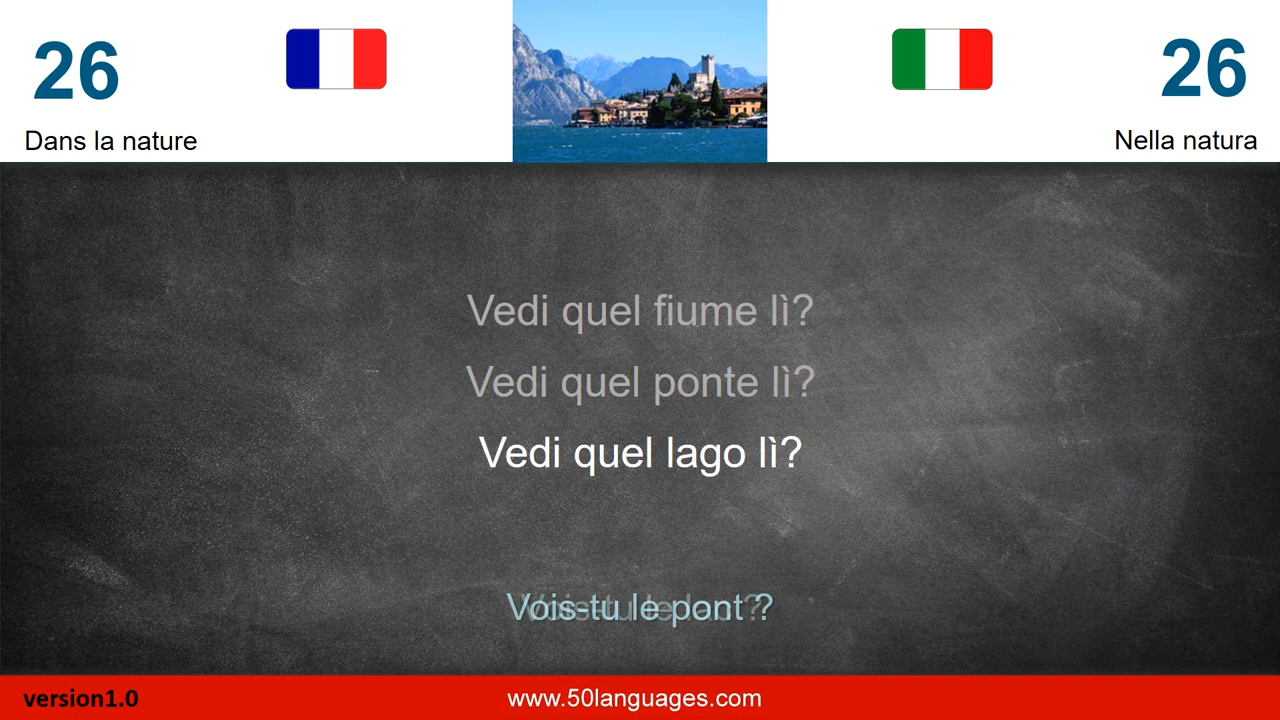 26
26
Dans la nature
Nella natura
Vedi quel fiume lì?
Vedi quel ponte lì?
Vedi quel lago lì?
Vois-tu le pont ?
version1.0
www.50languages.com